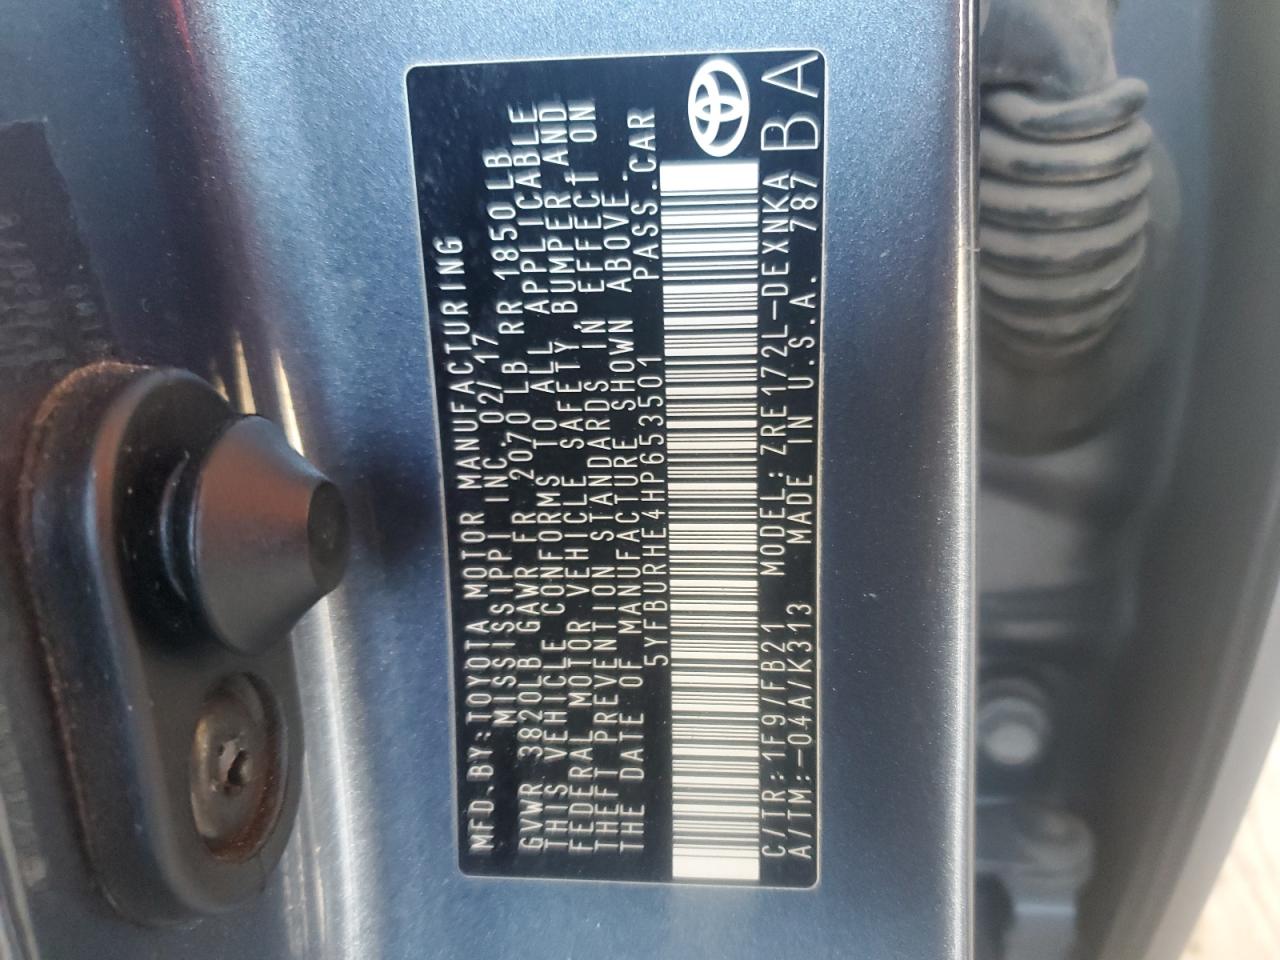 MFD.BY:TOYOTA MOTOR MANUFACTURING
MISSISSIPPI INC. 02/17
GVWR 3820LB GAWR FR 2070 LB RR 1850LB
THIS VEHICLE CONFORMS TO ALL APPLICABLE
FEDERAL MOTOR VEHICLE SAFETY, BUMPER,AND
THEFT PREVENTION STANDARDS IN EFFECT ON
THE DATE OF MANUFACTURE SHOWN ABOVE.
5YFBURHE4HP653501 PASS.CAR
C/TR:1F9/FB21 MODEL:ZRE172L-DEXNKA
A/TM:-04A/K313 MADE IN U.S.A. 787
BA